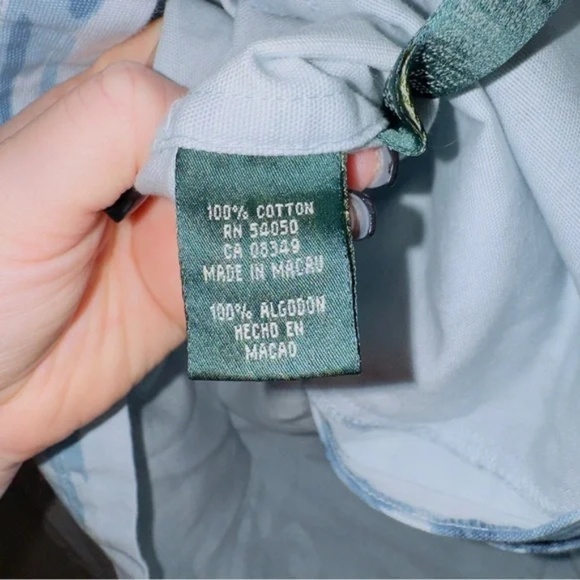 100% COTTON
RN 54050
CA 08349
MADE IN MACAU
100% ALGODON
HECHO EN
MACAO